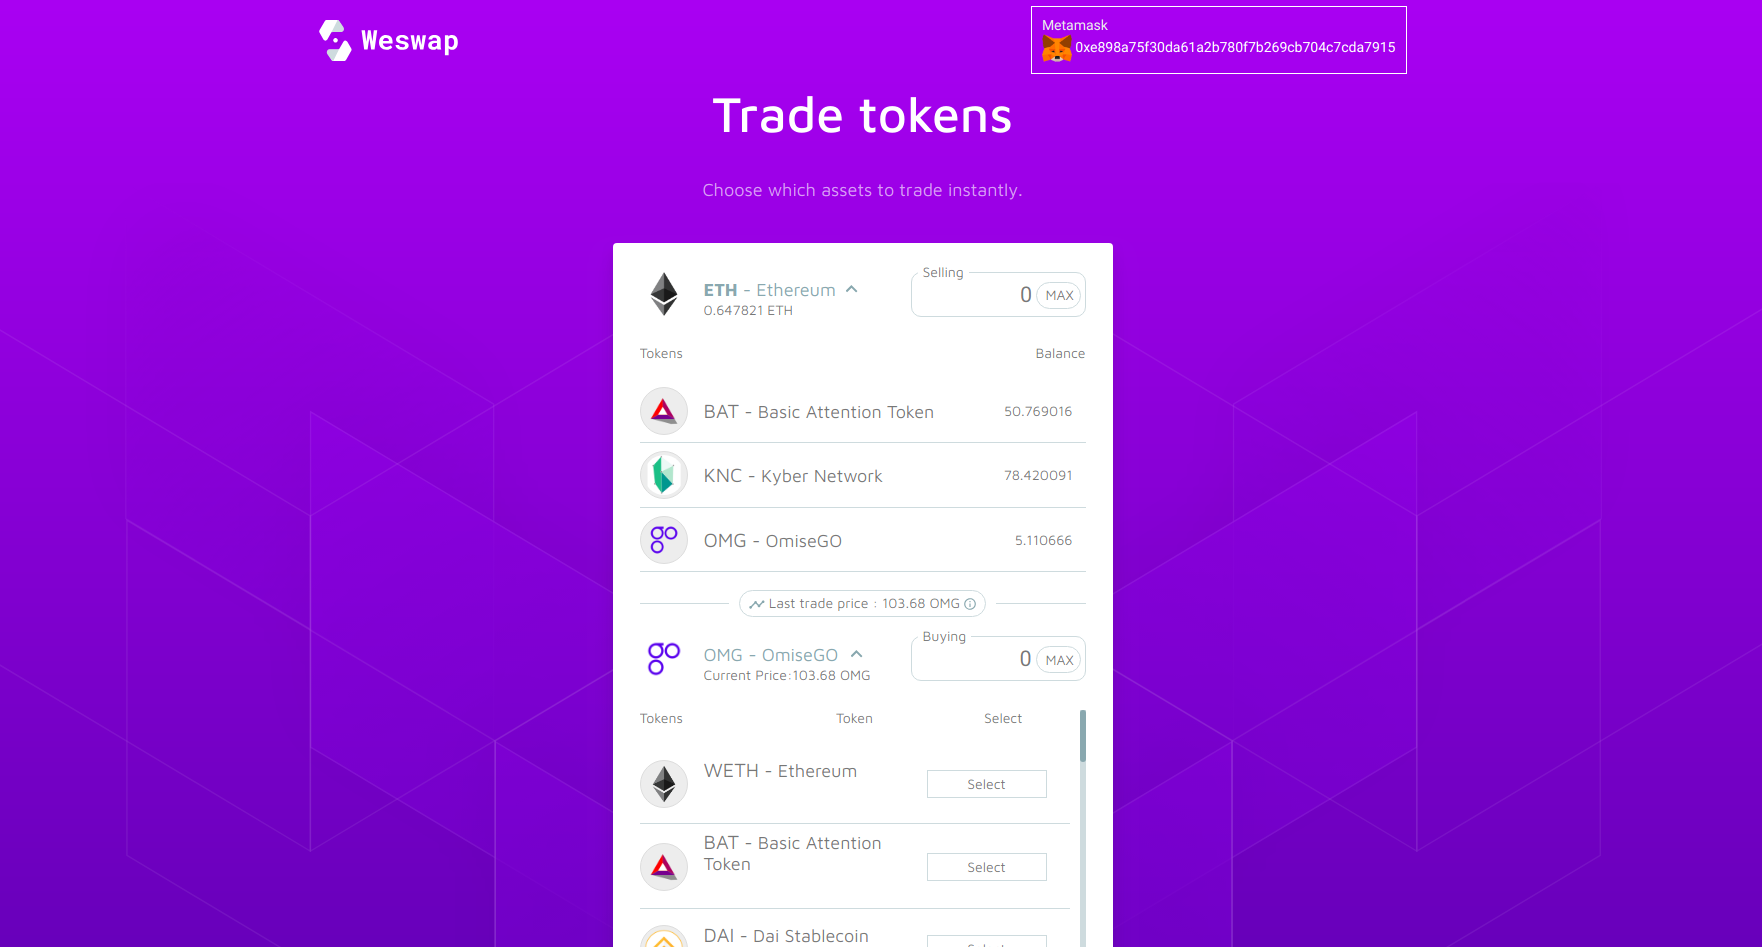 Weswap
Metamask
0xe898a75f30da61a2b780f7b269cb704c7cda7915
Trade tokens
Choose which assets to trade instantly.
ETH - Ethereum
0.647821 ETH
Selling
0 MAX
Tokens Balance
BAT - Basic Attention Token 50.769016
KNC - Kyber Network 78.420091
OMG - OmiseGO 5.110666
Last trade price : 103.68 OMG
OMG - OmiseGO
Current Price:103.68 OMG
Buying
0 MAX
Tokens Token Select
WETH - Ethereum
Select
BAT - Basic Attention
Token
Select
DAI - Dai Stablecoin